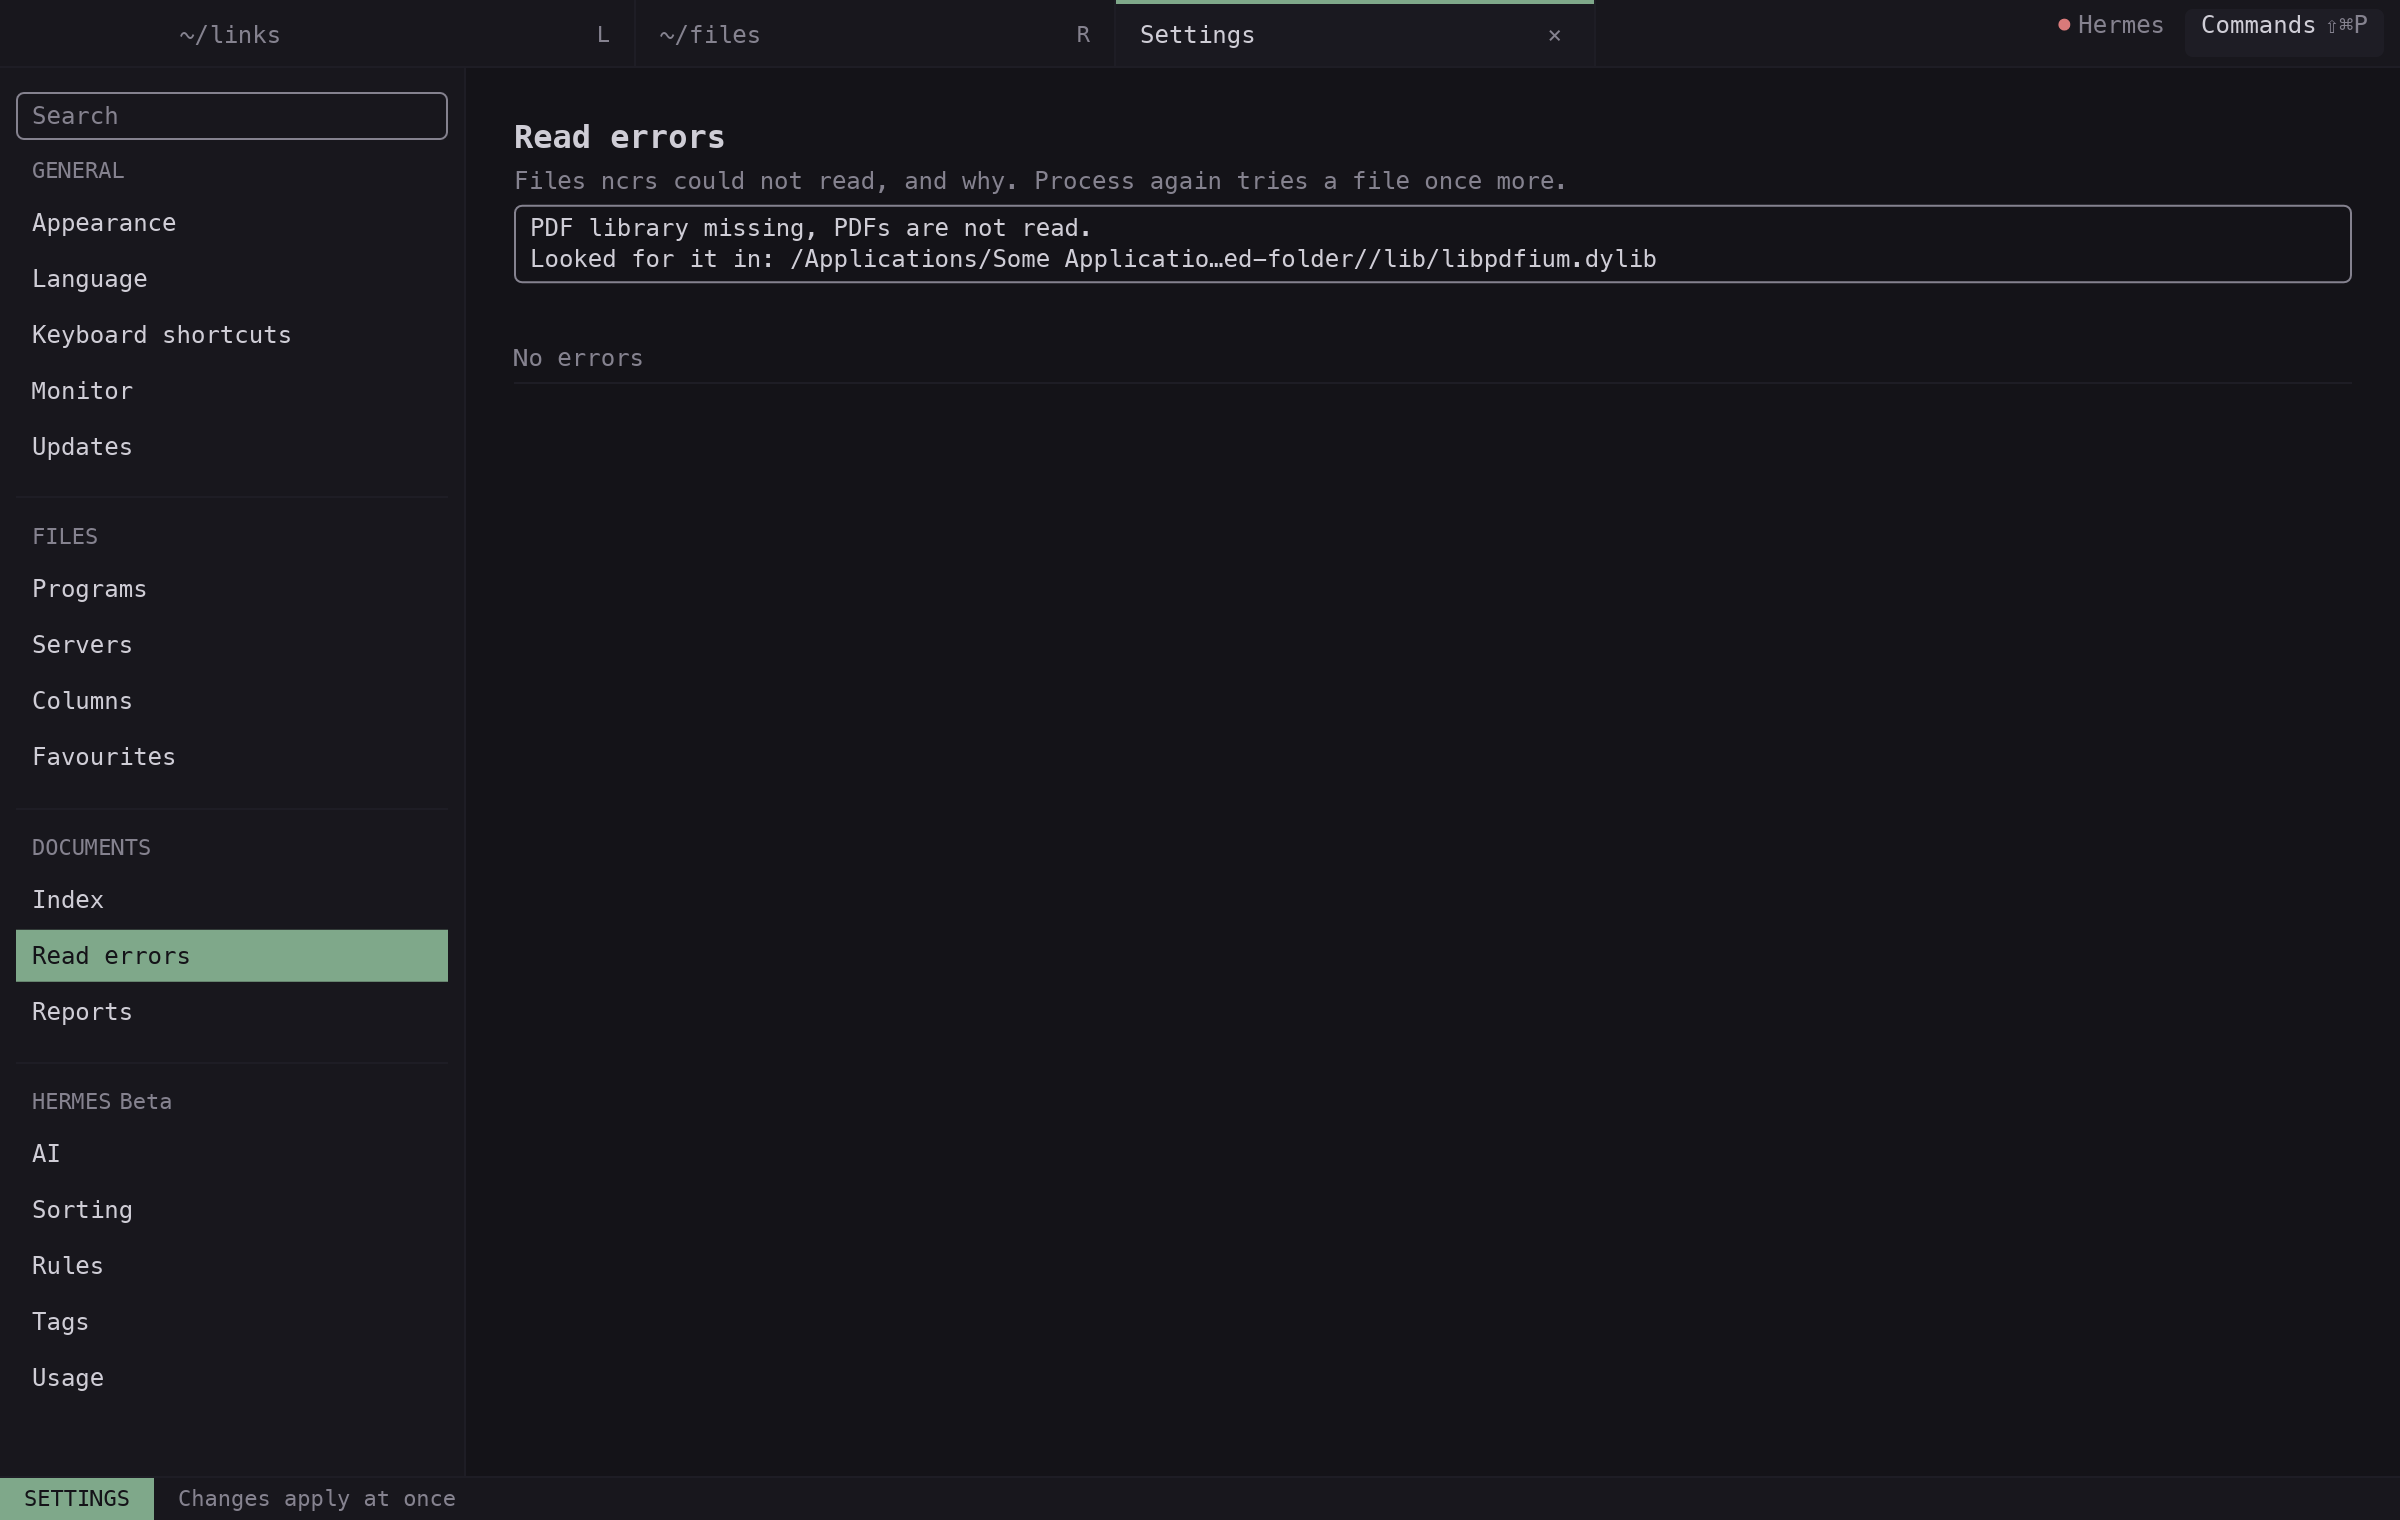 ~/links L ~/files R Settings × Hermes Commands ⇧⌘P
Search
GENERAL
Appearance
Language
Keyboard shortcuts
Monitor
Updates
FILES
Programs
Servers
Columns
Favourites
DOCUMENTS
Index
Read errors
Reports
HERMES Beta
AI
Sorting
Rules
Tags
Usage
Read errors
Files ncrs could not read, and why. Process again tries a file once more.
PDF library missing, PDFs are not read.
Looked for it in: /Applications/Some Applicatio…ed-folder//lib/libpdfium.dylib
No errors
SETTINGS Changes apply at once